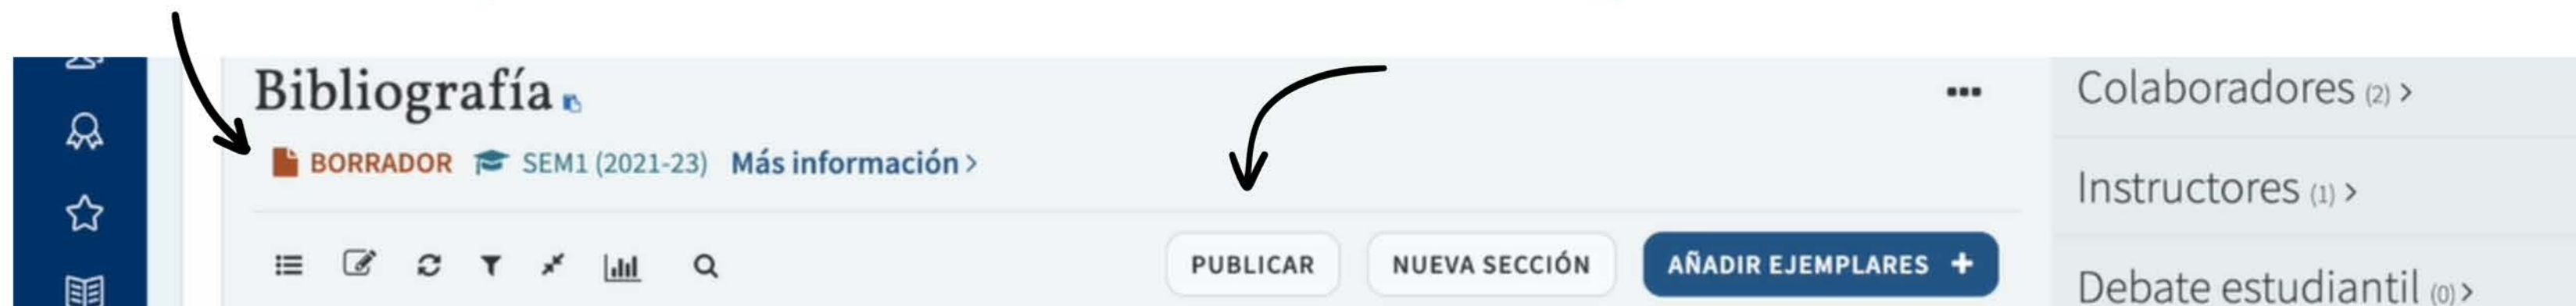 Bibliografía
BORRADOR SEM1 (2021-23) Más información >
PUBLICAR NUEVA SECCIÓN AÑADIR EJEMPLARES +
Colaboradores (2) >
Instructores (1) >
Debate estudiantil (0) >